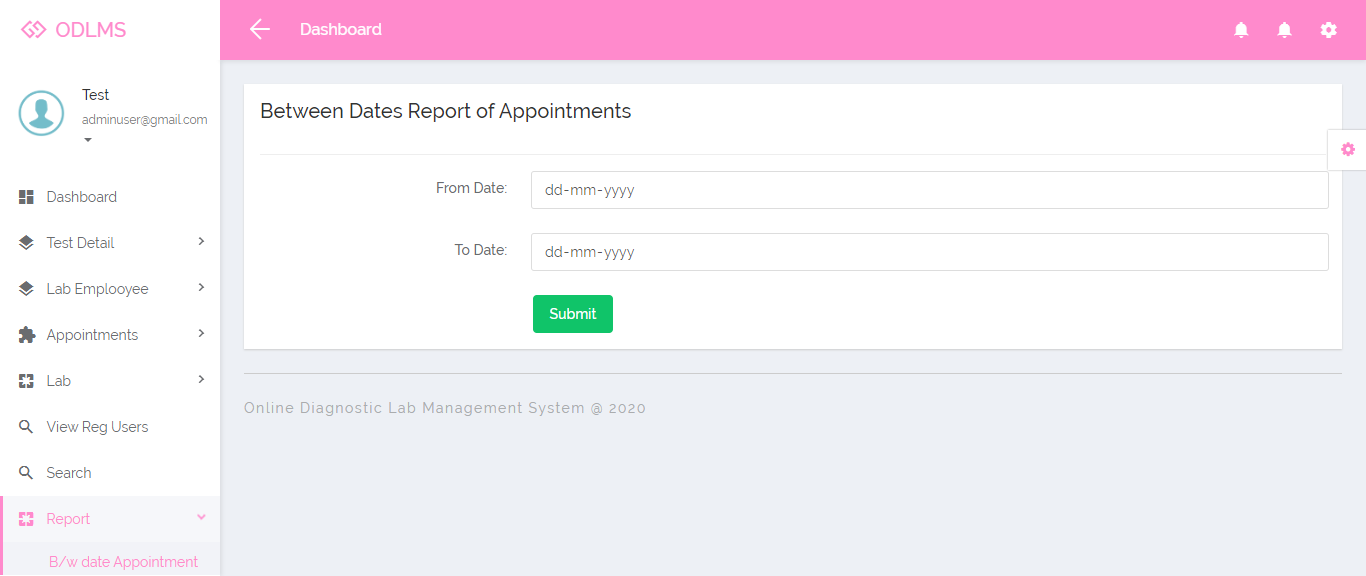 ODLMS
Dashboard
Test
adminuser@gmail.com
Dashboard
Test Detail
Lab Emplooyee
Appointments
Lab
View Reg Users
Search
Report
B/w date Appointment
Between Dates Report of Appointments
From Date:
dd-mm-yyyy
To Date:
dd-mm-yyyy
Submit
Online Diagnostic Lab Management System @ 2020